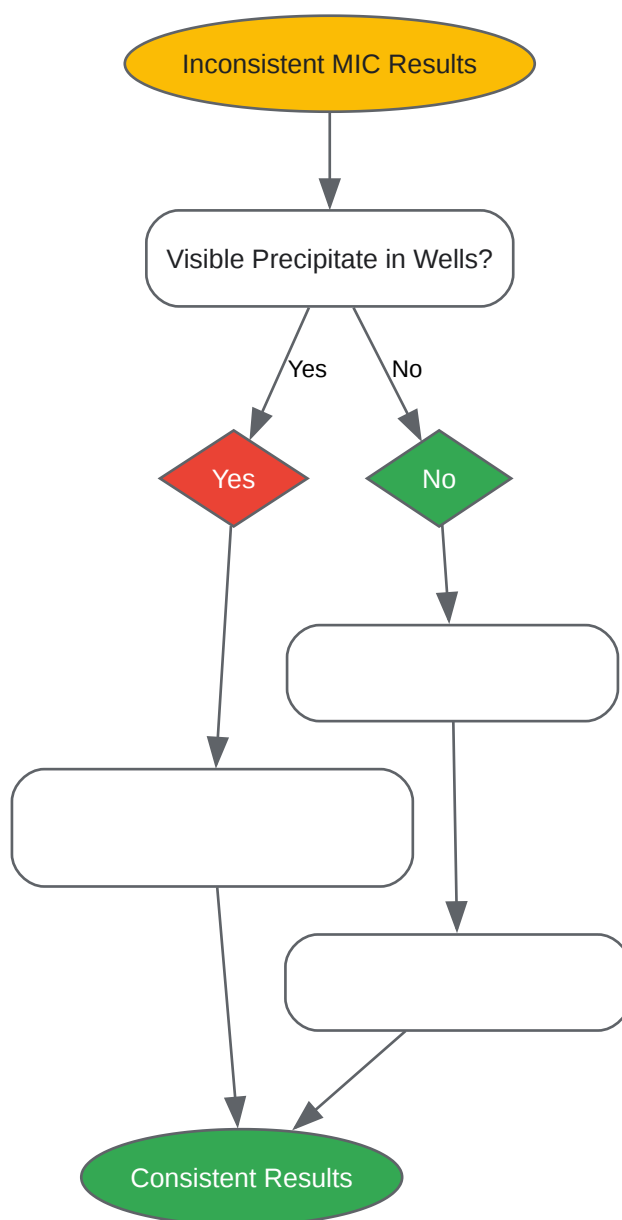 Inconsistent MIC Results
Visible Precipitate in Wells?
Yes
No
Yes
No
Consistent Results